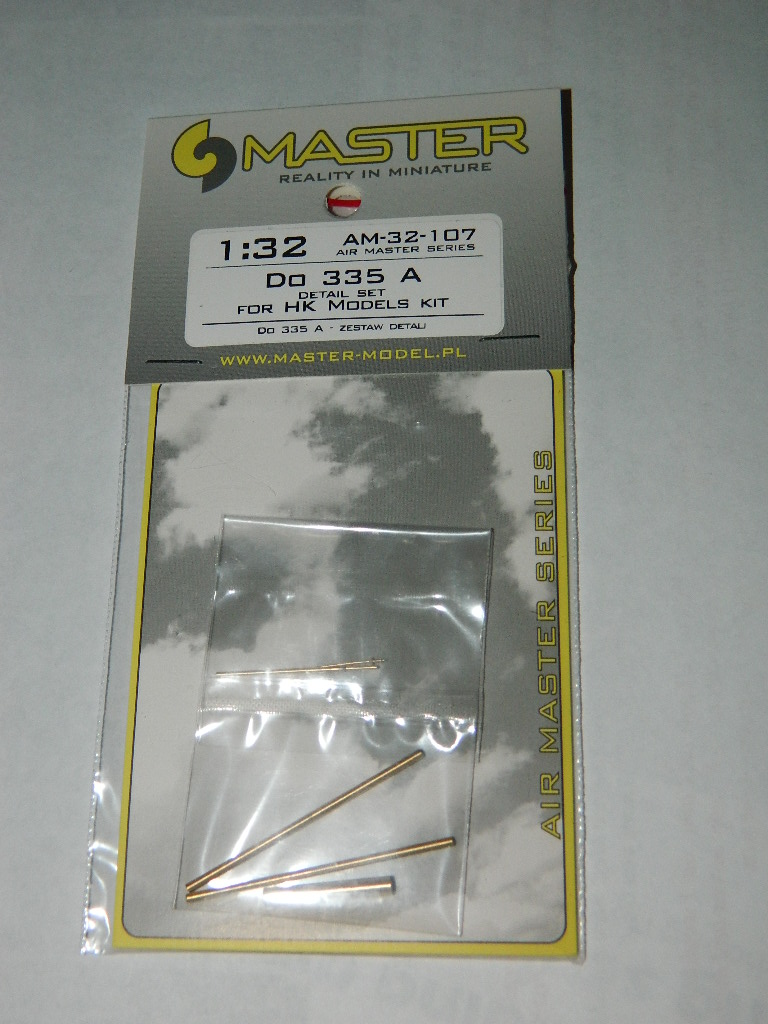 MASTER
REALITY IN MINIATURE
1:32
AM-32-107
AIR MASTER SERIES
Do 335 A
DETAIL SET
FOR HK MODELS KIT
Do 335 A - ZESTAW DETALI
WWW.MASTER-MODEL.PL
AIR MASTER SERIES